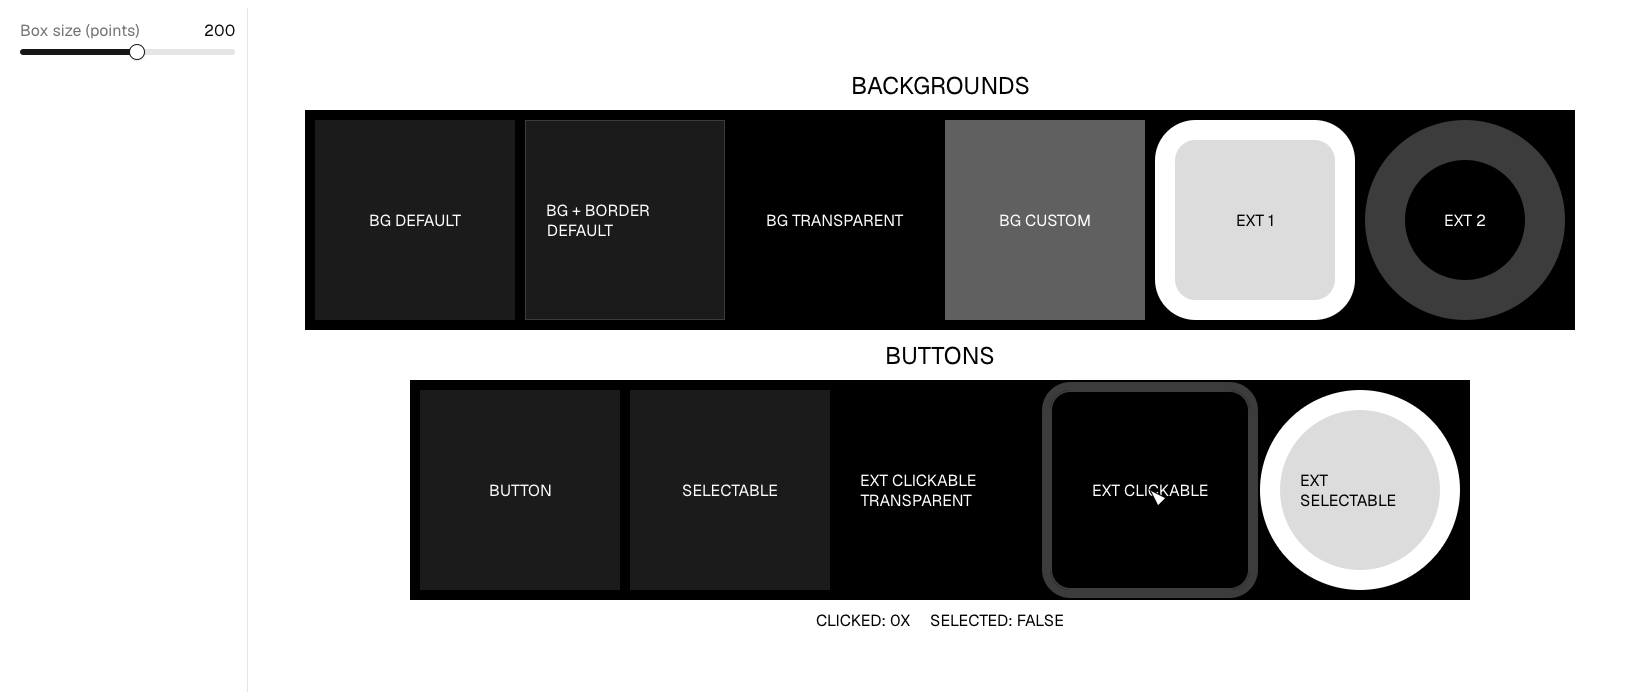 Box size (points) 200
BACKGROUNDS
BG DEFAULT
BG + BORDER
DEFAULT
BG TRANSPARENT
BG CUSTOM
EXT 1
EXT 2
BUTTONS
BUTTON
SELECTABLE
EXT CLICKABLE
TRANSPARENT
EXT CLICKABLE
EXT
SELECTABLE
CLICKED: 0X SELECTED: FALSE